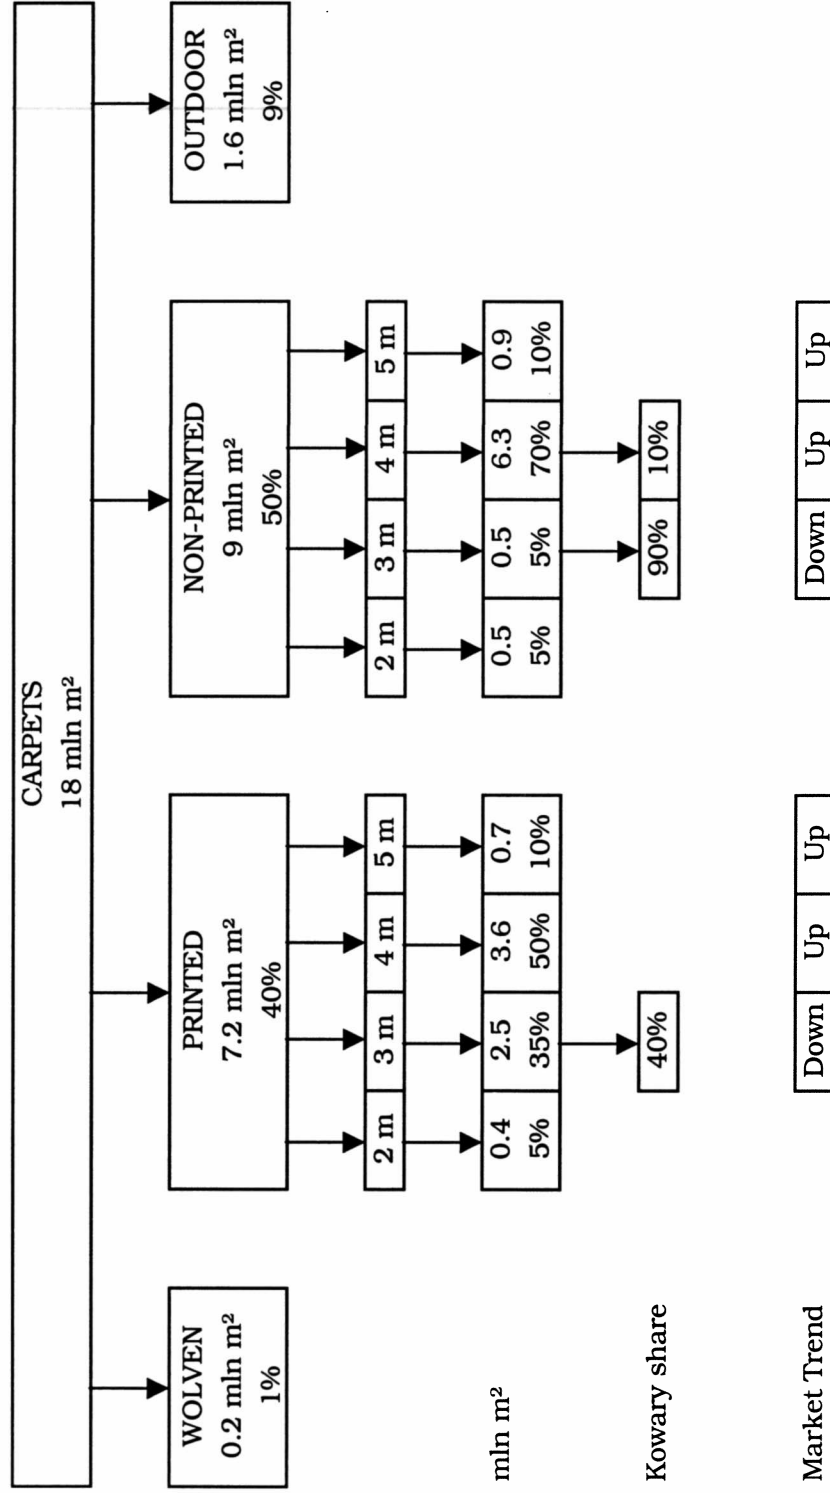 CARPETS
18 mln m²
WOLVEN
0.2 mln m²
1%
PRINTED
7.2 mln m²
40%
NON-PRINTED
9 mln m²
50%
OUTDOOR
1.6 mln m²
9%
2 m 3 m 4 m 5 m
2 m 3 m 4 m 5 m
mln m²
0.4 2.5 3.6 0.7
5% 35% 50% 10%
0.5 0.5 6.3 0.9
5% 5% 70% 10%
Kowary share
40%
90% 10%
Market Trend
Down Up Up
Down Up Up